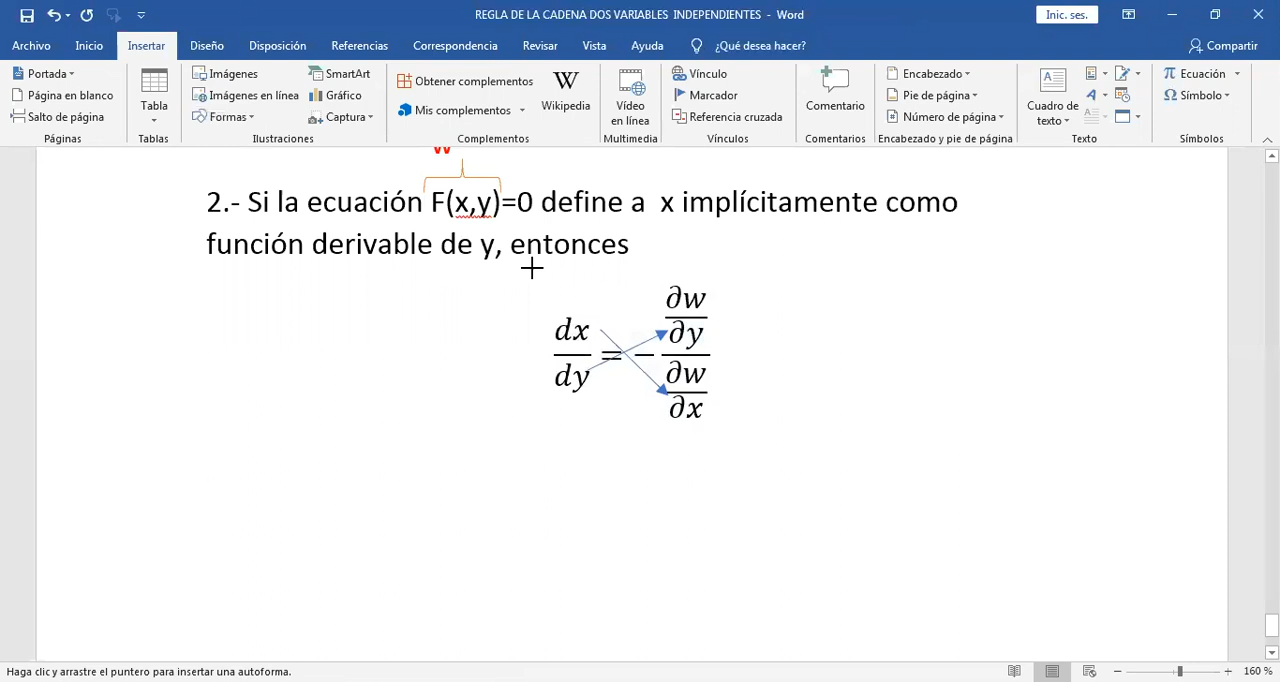 REGLA DE LA CADENA DOS VARIABLES INDEPENDIENTES - Word
Inic. ses.
Archivo Inicio Insertar Diseño Disposición Referencias Correspondencia Revisar Vista Ayuda ¿Qué desea hacer? Compartir
Portada
Página en blanco
Salto de página
Páginas
Tabla
Tablas
Imágenes
Imágenes en línea
Formas
SmartArt
Gráfico
Captura
Ilustraciones
Obtener complementos
Mis complementos
Wikipedia
Complementos
Vídeo
en línea
Multimedia
Vínculo
Marcador
Referencia cruzada
Vínculos
Comentario
Comentarios
Encabezado
Pie de página
Número de página
Encabezado y pie de página
Cuadro de
texto
Texto
π Ecuación
Ω Símbolo
Símbolos
w
2.- Si la ecuación F(x,y)=0 define a x implícitamente como
función derivable de y, entonces
dx/dy = − (∂w/∂y)/(∂w/∂x)
Haga clic y arrastre el puntero para insertar una autoforma.
160 %